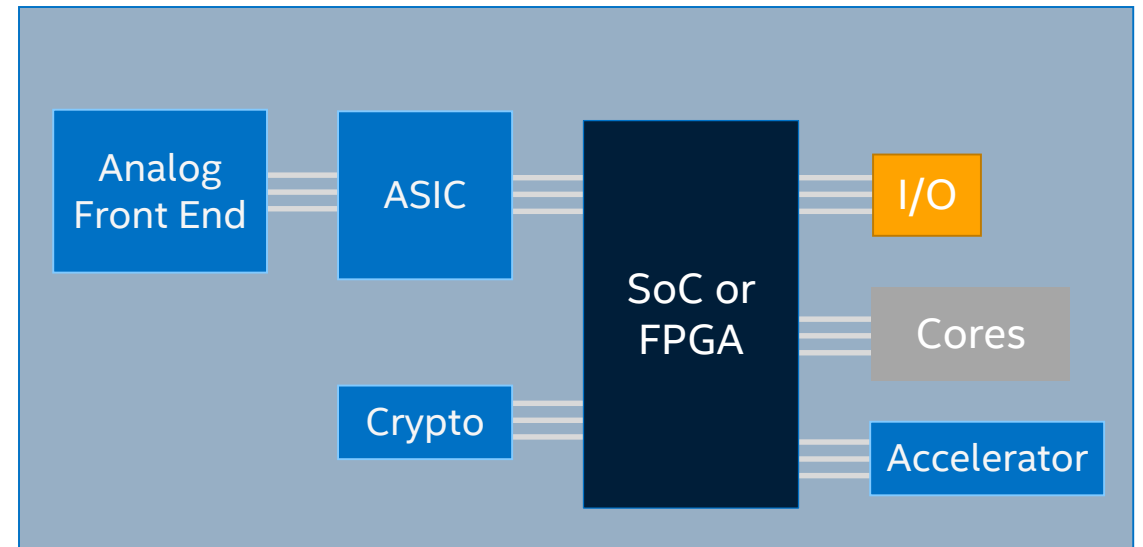 Analog
Front End
ASIC
SoC or
FPGA
I/O
Cores
Crypto
Accelerator